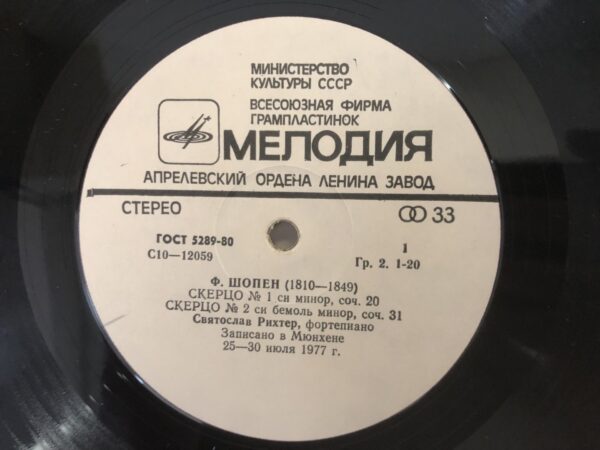 МИНИСТЕРСТВО
КУЛЬТУРЫ СССР
ВСЕСОЮЗНАЯ ФИРМА
ГРАМПЛАСТИНОК
МЕЛОДИЯ
АПРЕЛЕВСКИЙ ОРДЕНА ЛЕНИНА ЗАВОД
СТЕРЕО 33
ГОСТ 5289-80 1
С10—12059 Гр. 2. 1-20
Ф. ШОПЕН (1810—1849)
СКЕРЦО № 1 си минор, соч. 20
СКЕРЦО № 2 си бемоль минор, соч. 31
Святослав Рихтер, фортепиано
Записано в Мюнхене
25—30 июля 1977 г.